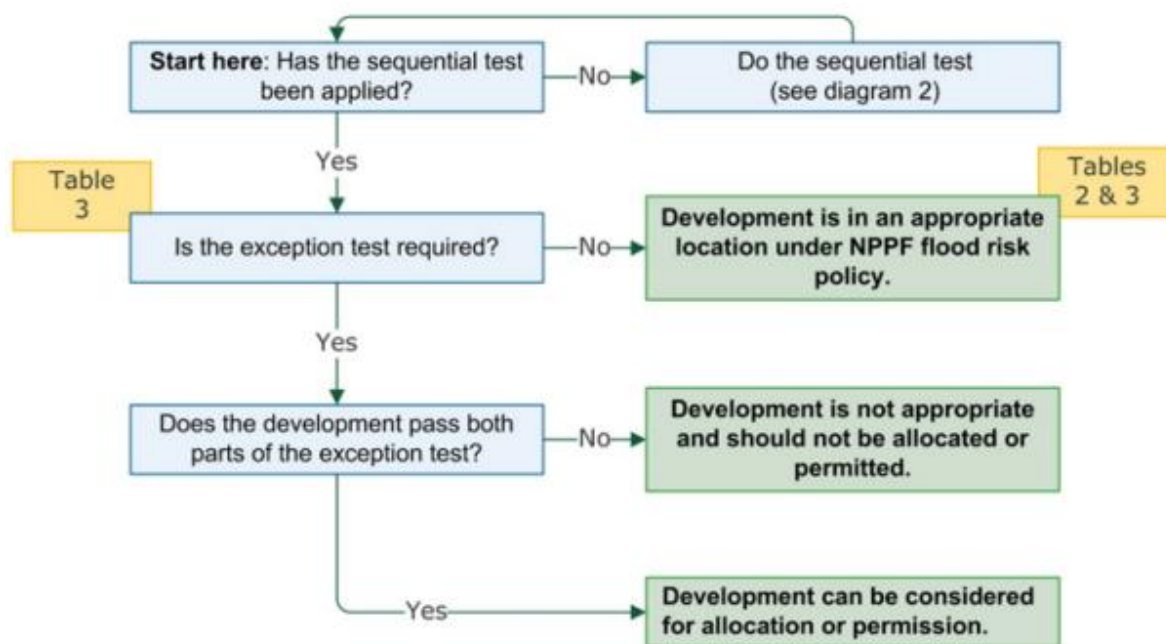 Start here: Has the sequential test
been applied?
No
Do the sequential test
(see diagram 2)
Yes
Table
3
Tables
2 & 3
Is the exception test required?
No
Development is in an appropriate
location under NPPF flood risk
policy.
Yes
Does the development pass both
parts of the exception test?
No
Development is not appropriate
and should not be allocated or
permitted.
Yes
Development can be considered
for allocation or permission.